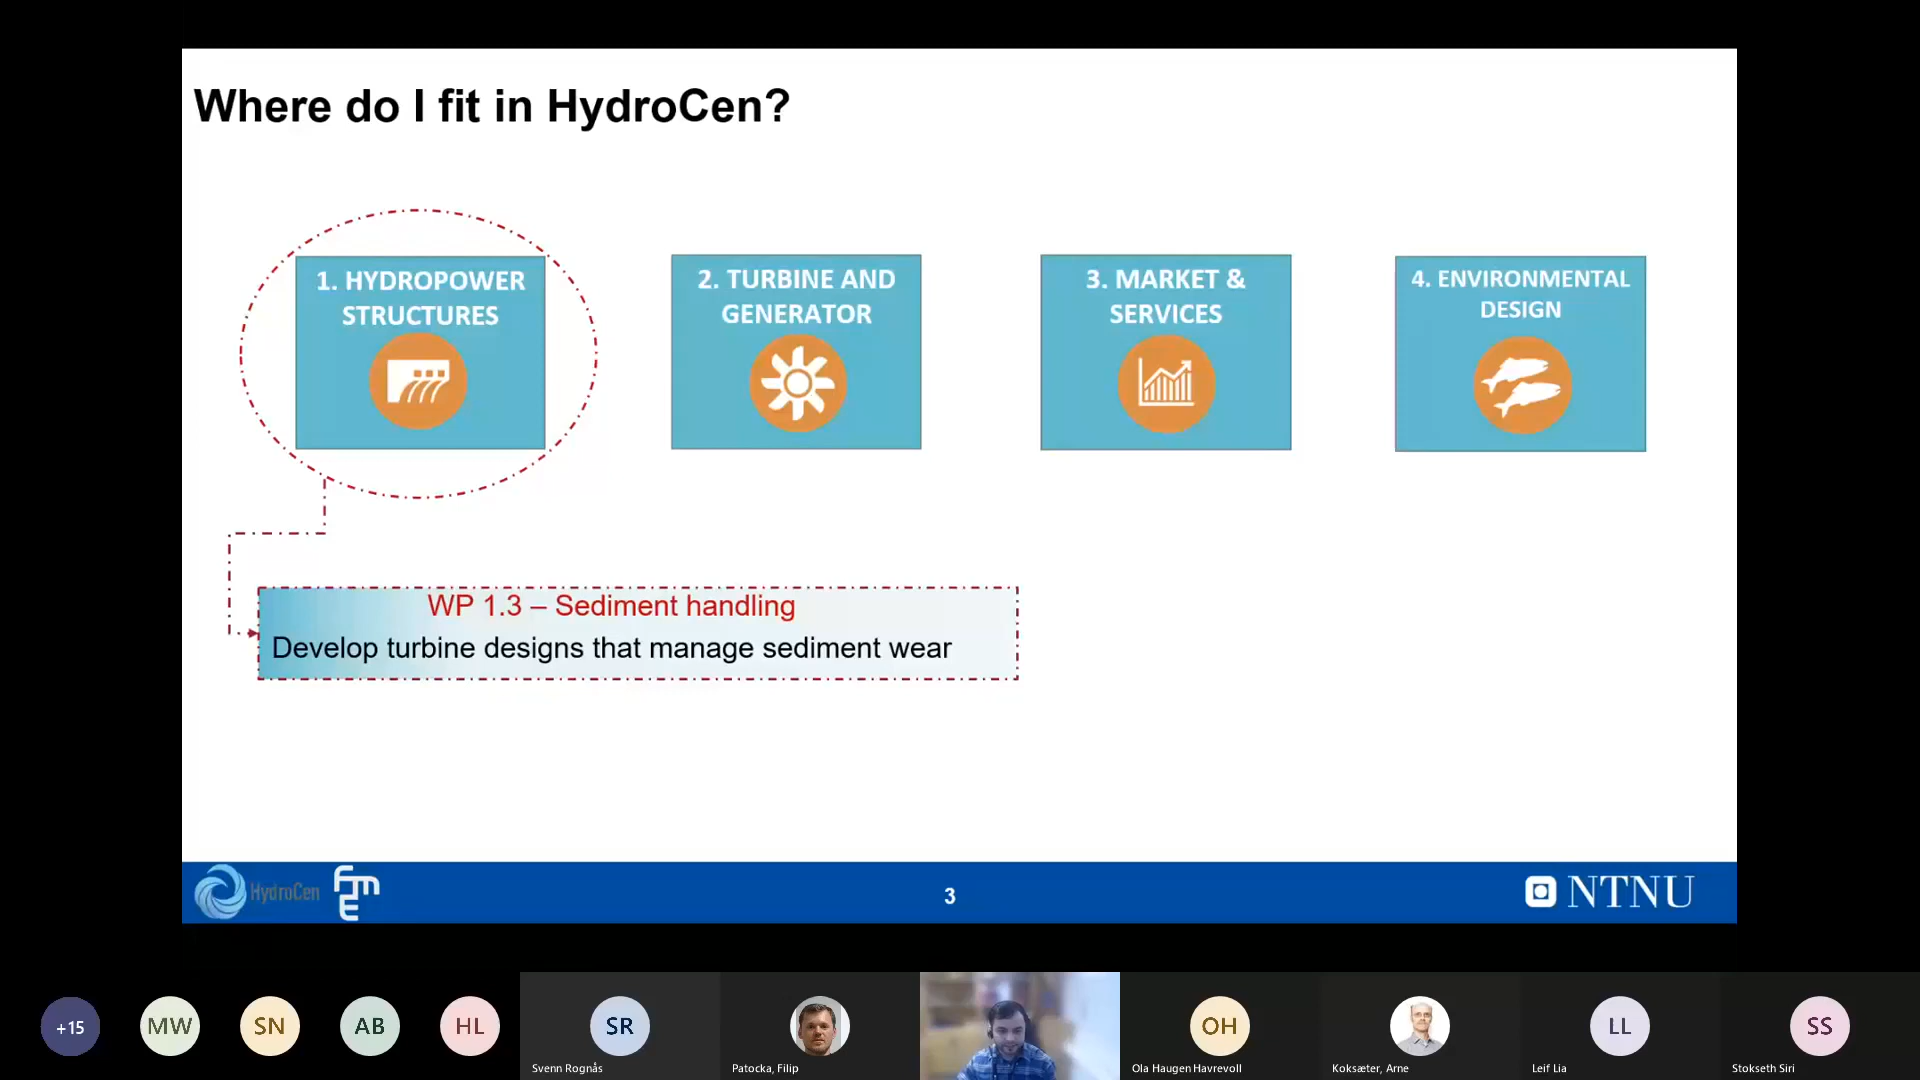 Where do I fit in HydroCen?
1. HYDROPOWER
STRUCTURES
2. TURBINE AND
GENERATOR
3. MARKET &
SERVICES
4. ENVIRONMENTAL
DESIGN
WP 1.3 – Sediment handling
Develop turbine designs that manage sediment wear
HydroCen
fme
3
NTNU
+15
MW
SN
AB
HL
SR
OH
LL
SS
Svenn Rognås
Patocka, Filip
Ola Haugen Havrevoll
Koksæter, Arne
Leif Lia
Stokseth Siri